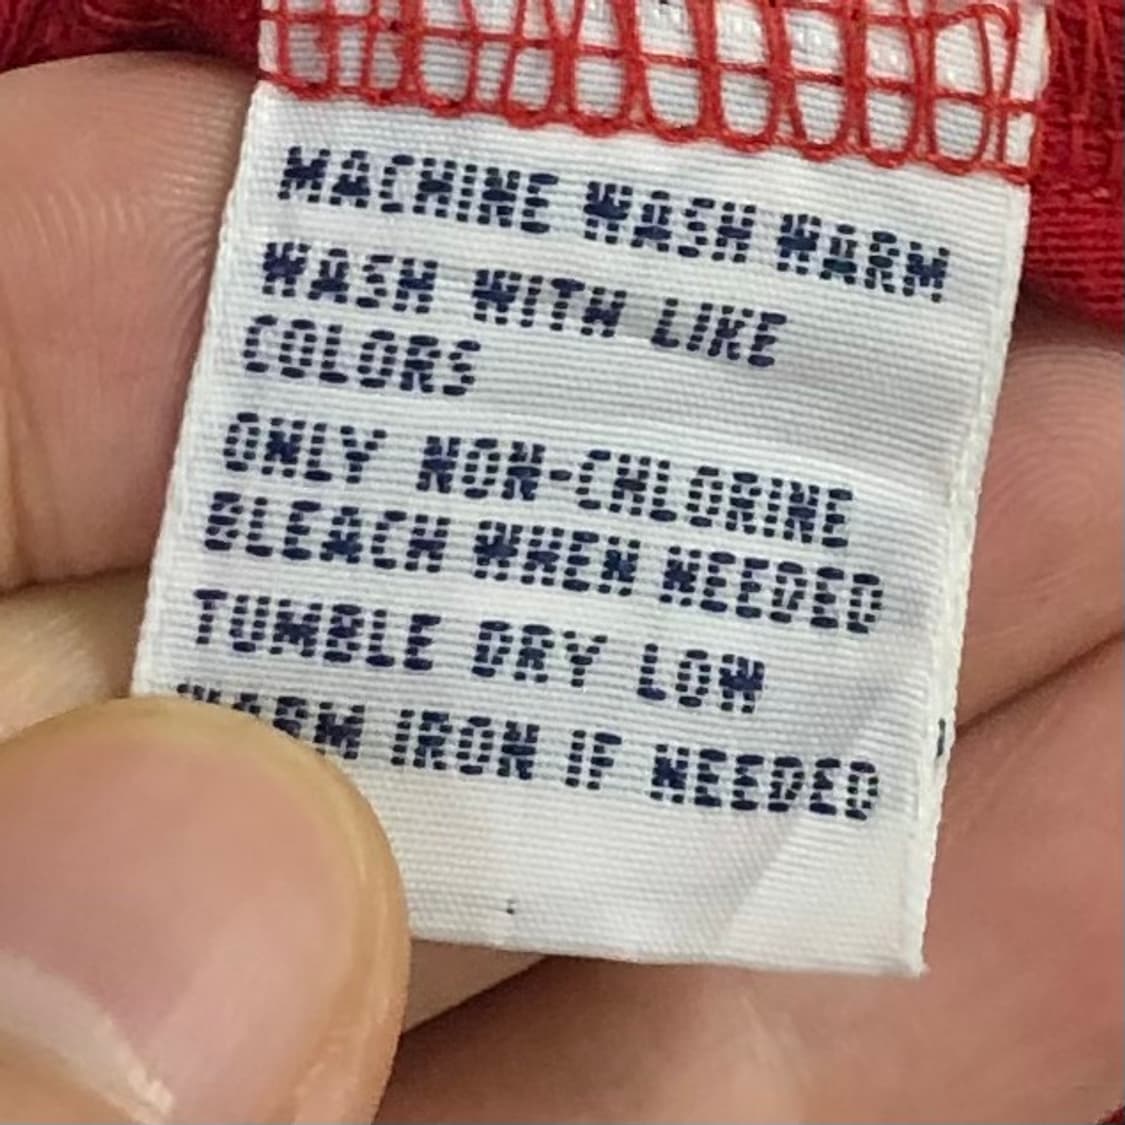 MACHINE WASH WARM
WASH WITH LIKE
COLORS
ONLY NON-CHLORINE
BLEACH WHEN NEEDED
TUMBLE DRY LOW
WARM IRON IF NEEDED